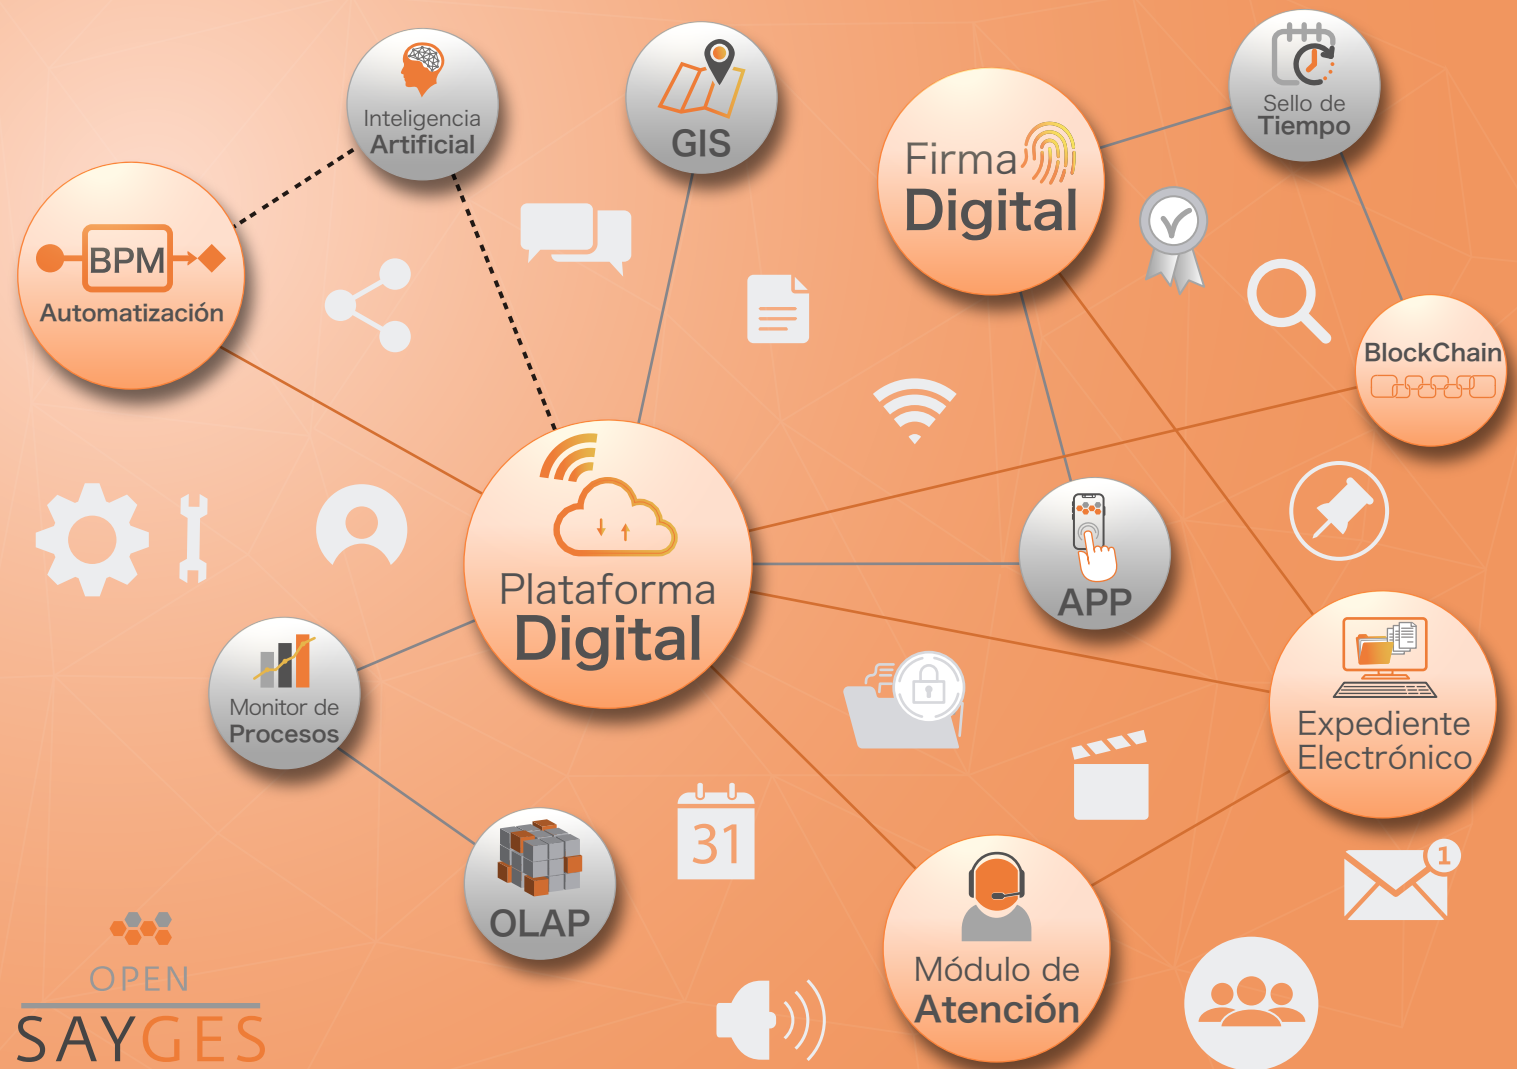 Inteligencia
Artificial
GIS
Firma
Digital
Sello de
Tiempo
BPM
Automatización
BlockChain
Plataforma
Digital
APP
Monitor de
Procesos
Expediente
Electrónico
31
OLAP
1
Módulo de
Atención
OPEN
SAYGES